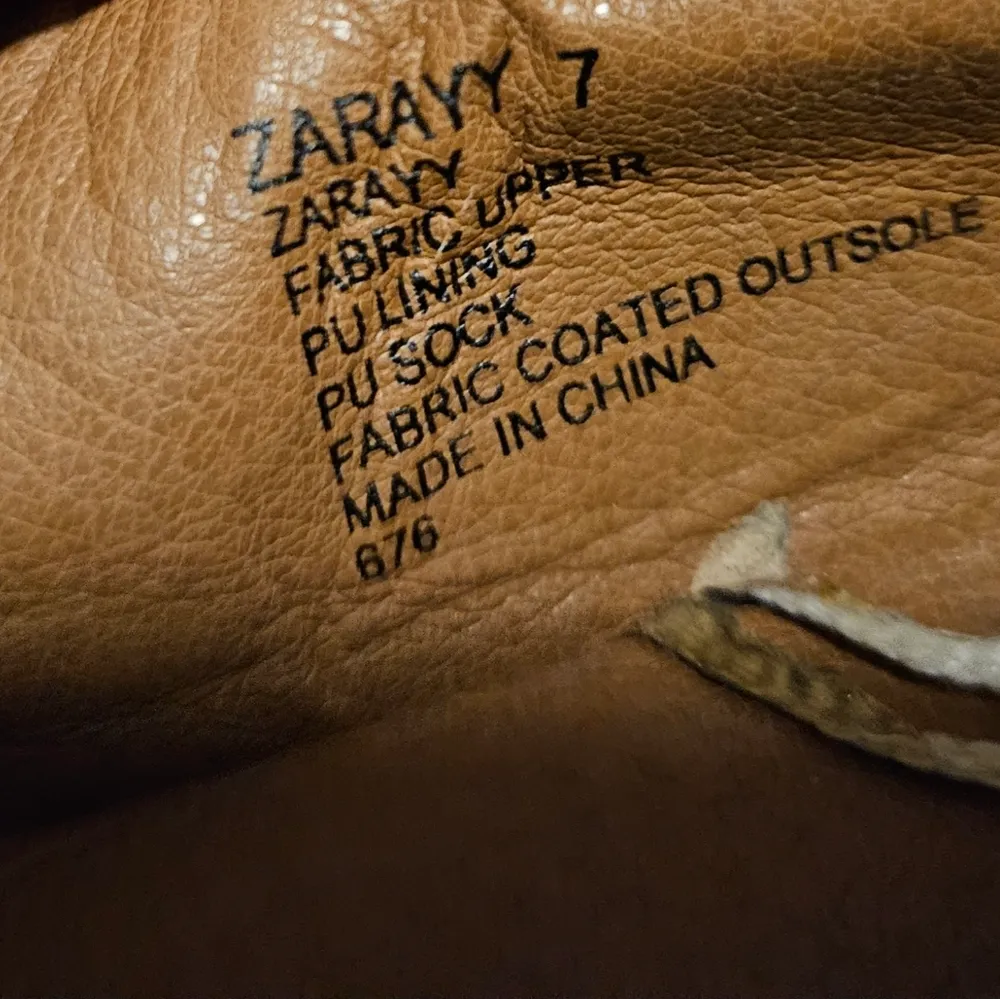 ZARAYY 7
ZARAYY
FABRIC UPPER
PU LINING
PU SOCK
FABRIC COATED OUTSOLE
MADE IN CHINA
676